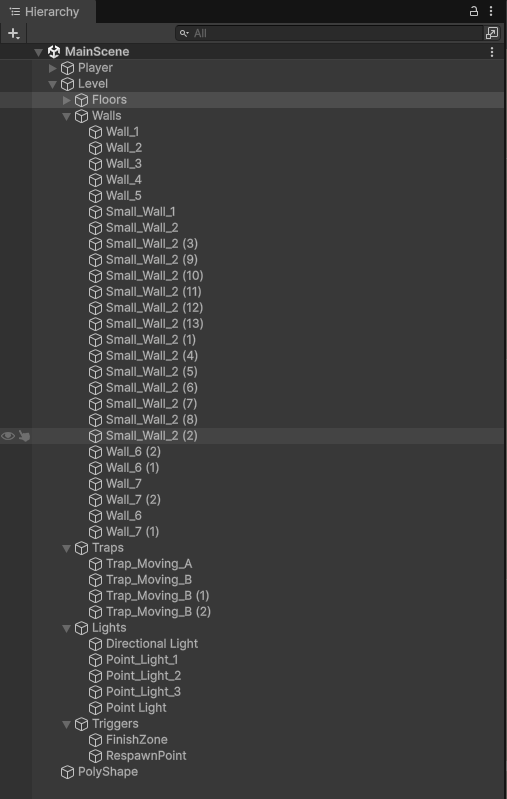 Hierarchy
All
MainScene
Player
Level
Floors
Walls
Wall_1
Wall_2
Wall_3
Wall_4
Wall_5
Small_Wall_1
Small_Wall_2
Small_Wall_2 (3)
Small_Wall_2 (9)
Small_Wall_2 (10)
Small_Wall_2 (11)
Small_Wall_2 (12)
Small_Wall_2 (13)
Small_Wall_2 (1)
Small_Wall_2 (4)
Small_Wall_2 (5)
Small_Wall_2 (6)
Small_Wall_2 (7)
Small_Wall_2 (8)
Small_Wall_2 (2)
Wall_6 (2)
Wall_6 (1)
Wall_7
Wall_7 (2)
Wall_6
Wall_7 (1)
Traps
Trap_Moving_A
Trap_Moving_B
Trap_Moving_B (1)
Trap_Moving_B (2)
Lights
Directional Light
Point_Light_1
Point_Light_2
Point_Light_3
Point Light
Triggers
FinishZone
RespawnPoint
PolyShape